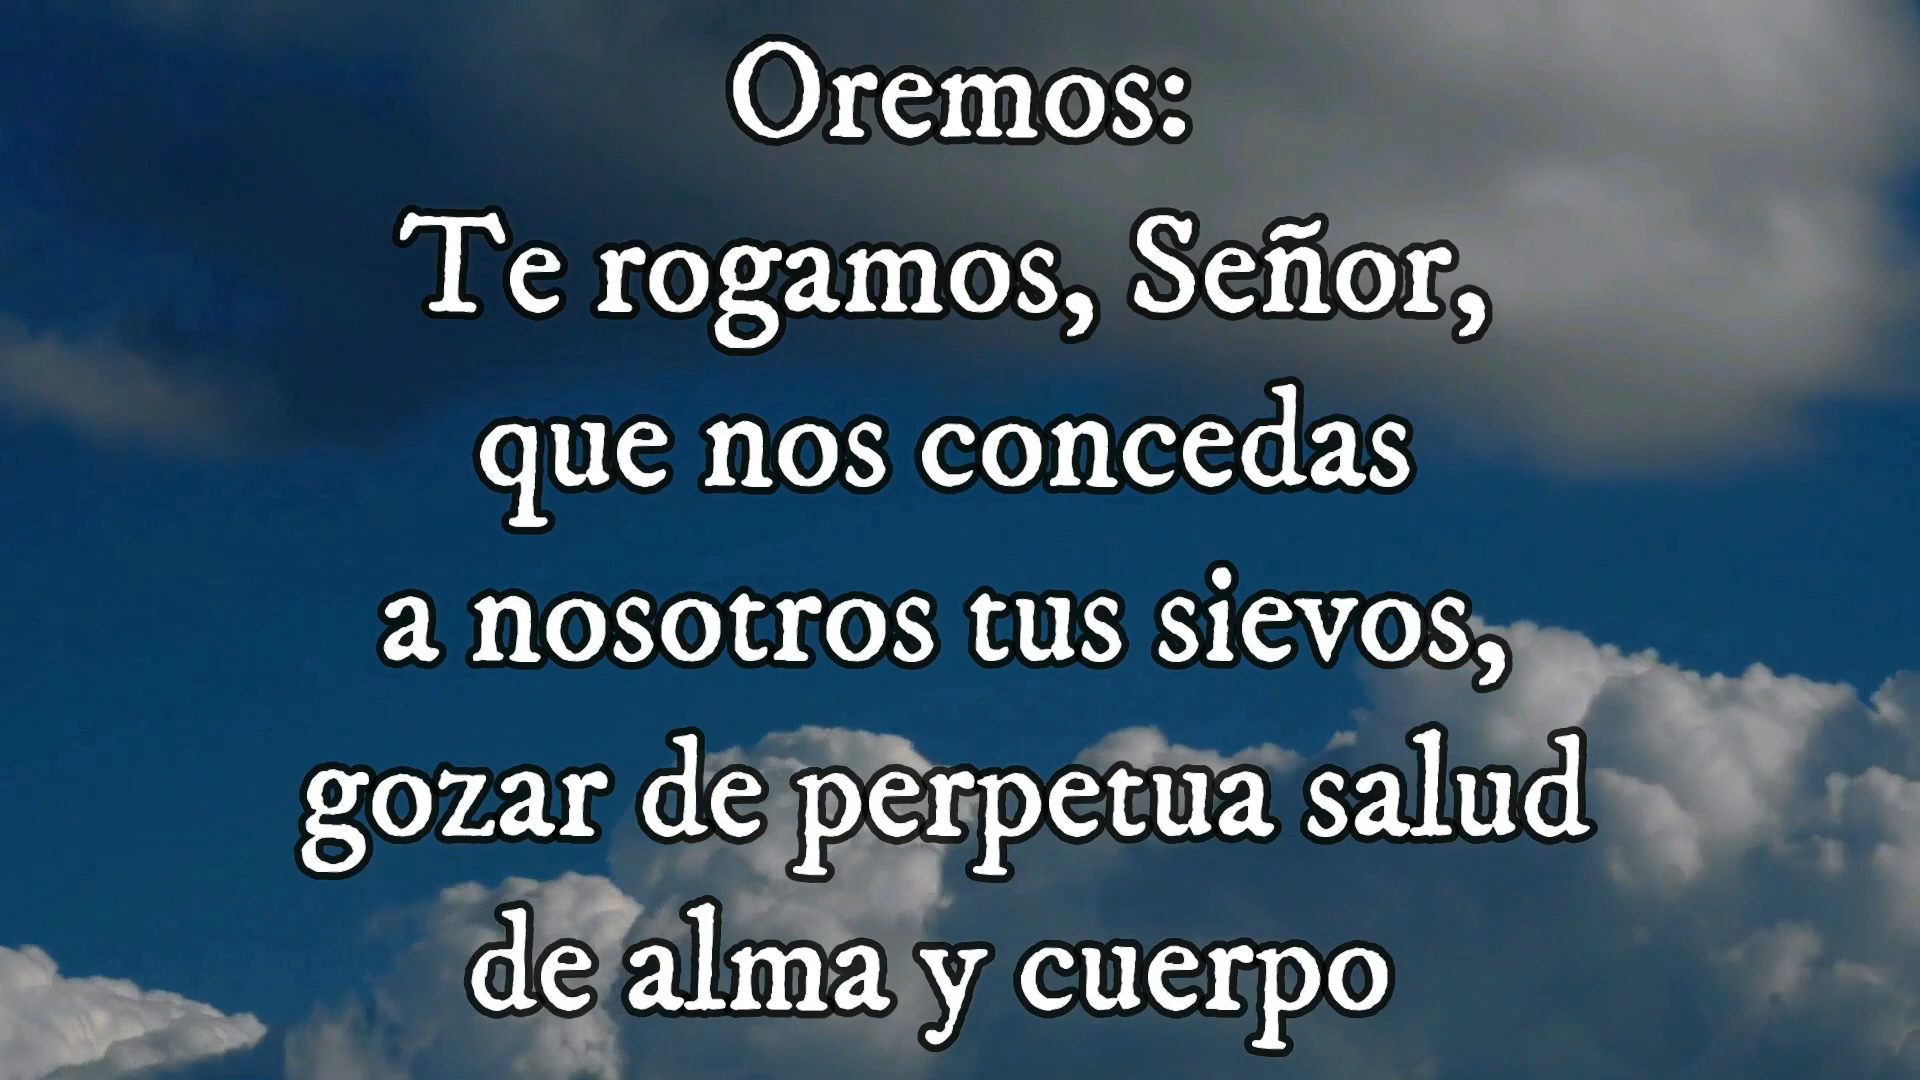 Oremos:
Te rogamos, Señor,
que nos concedas
a nosotros tus sievos,
gozar de perpetua salud
de alma y cuerpo